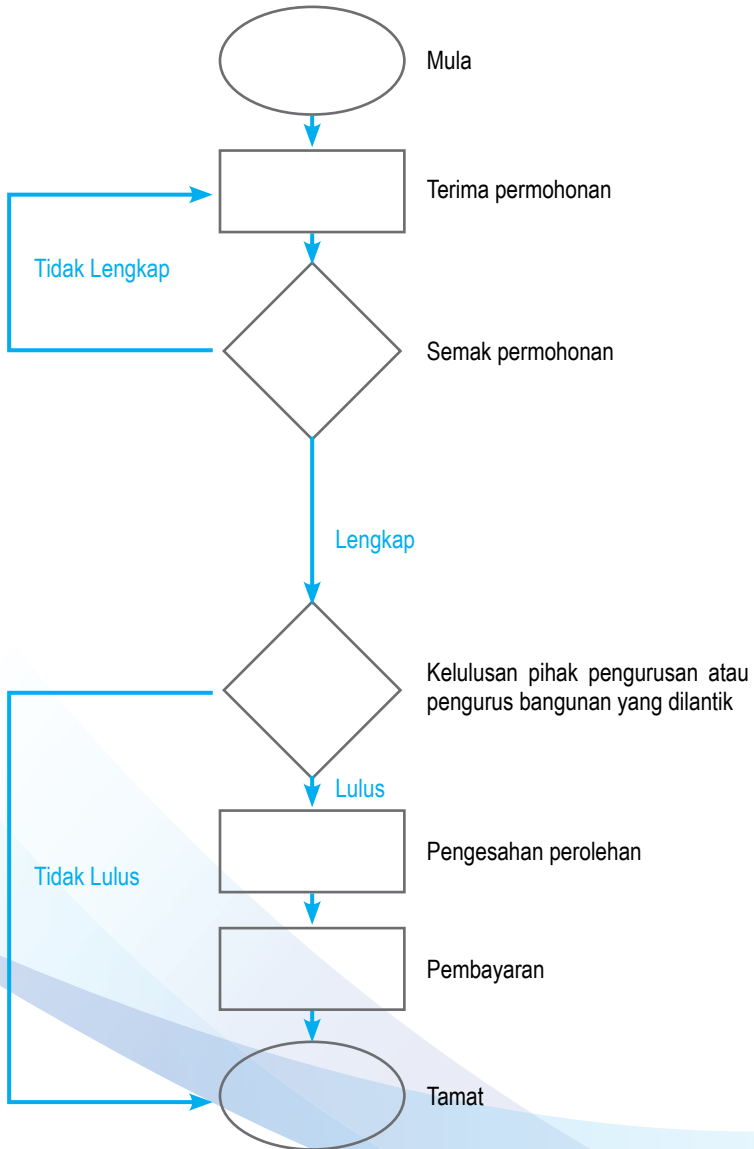 Mula
Terima permohonan
Tidak Lengkap
Semak permohonan
Lengkap
Kelulusan pihak pengurusan atau
pengurus bangunan yang dilantik
Lulus
Pengesahan perolehan
Tidak Lulus
Pembayaran
Tamat